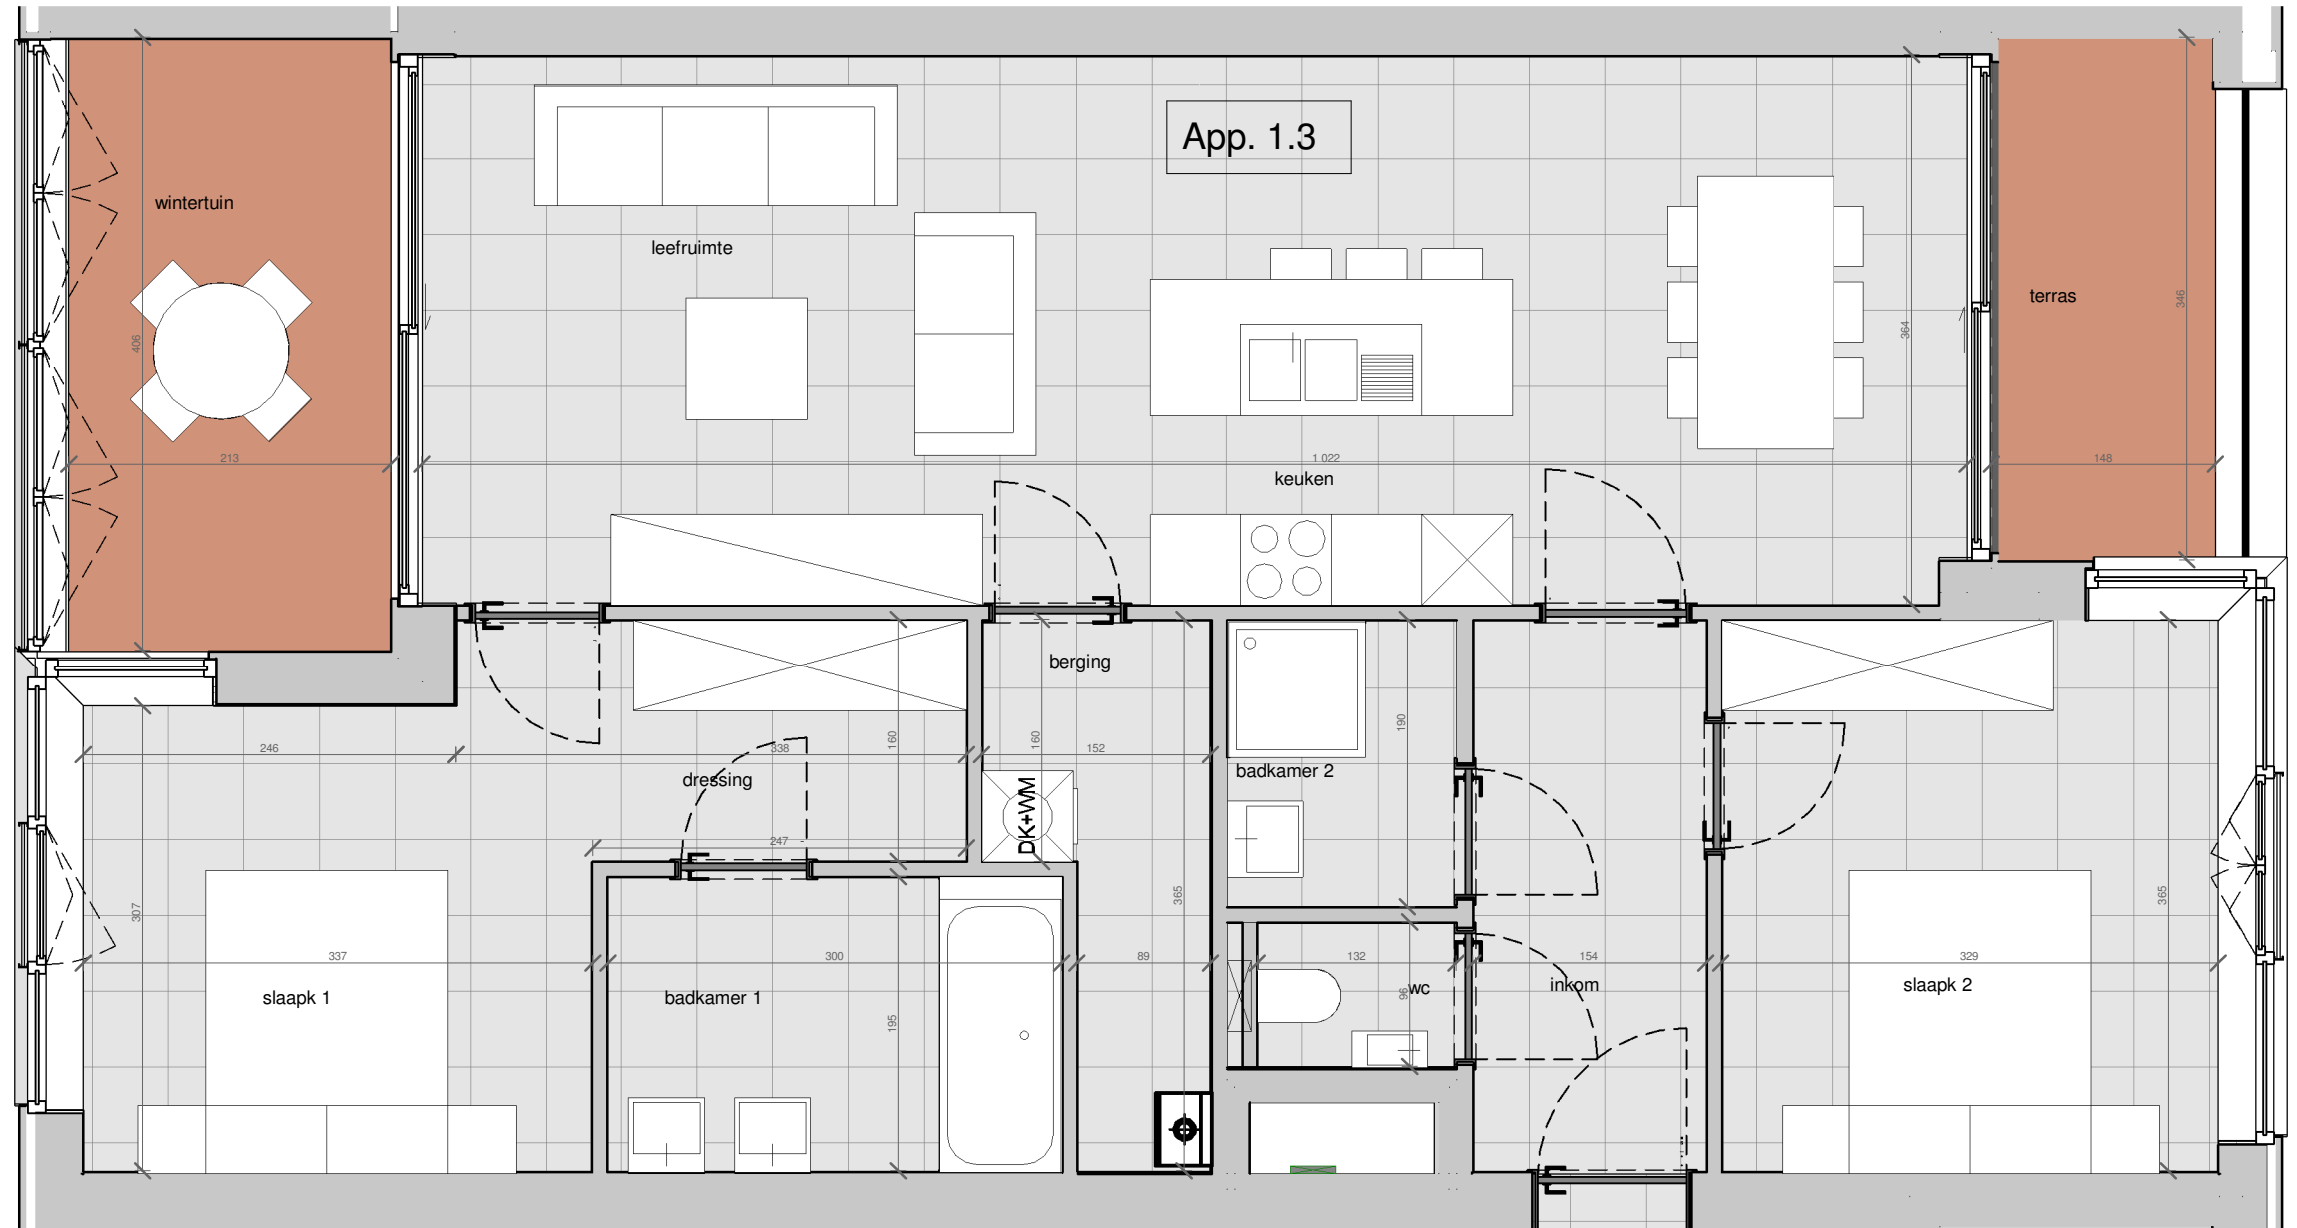 App. 1.3
wintertuin
leefruimte
terras
346
364
406
213
1 022
148
keuken
berging
190
160
160
246
338
152
badkamer 2
dressing
DK+WM
247
365
365
307
337
300
89
132
154
329
wc
96
inkom
slaapk 2
slaapk 1
badkamer 1
195